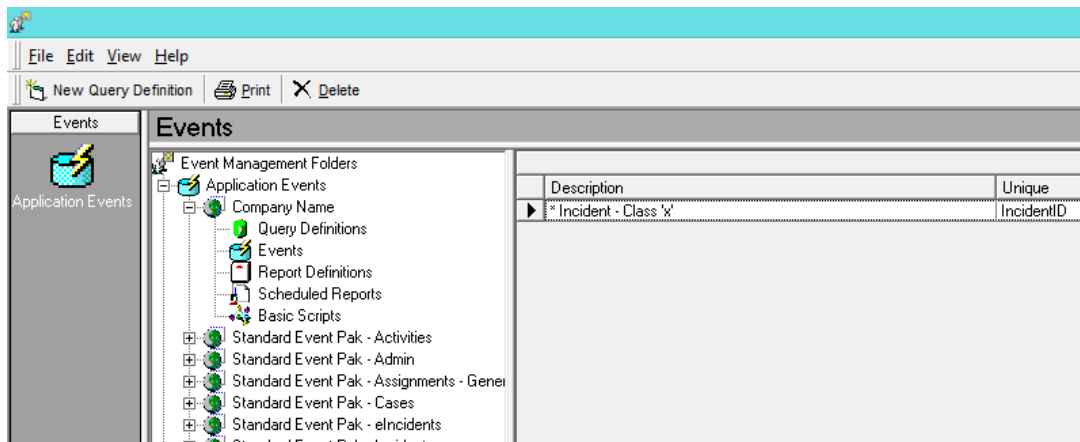 File Edit View Help
New Query Definition Print Delete
Events
Application Events
Events
Event Management Folders
Application Events
Company Name
Query Definitions
Events
Report Definitions
Scheduled Reports
Basic Scripts
Standard Event Pak - Activities
Standard Event Pak - Admin
Standard Event Pak - Assignments - Gener
Standard Event Pak - Cases
Standard Event Pak - eIncidents
Description Unique
* Incident - Class 'x' IncidentID